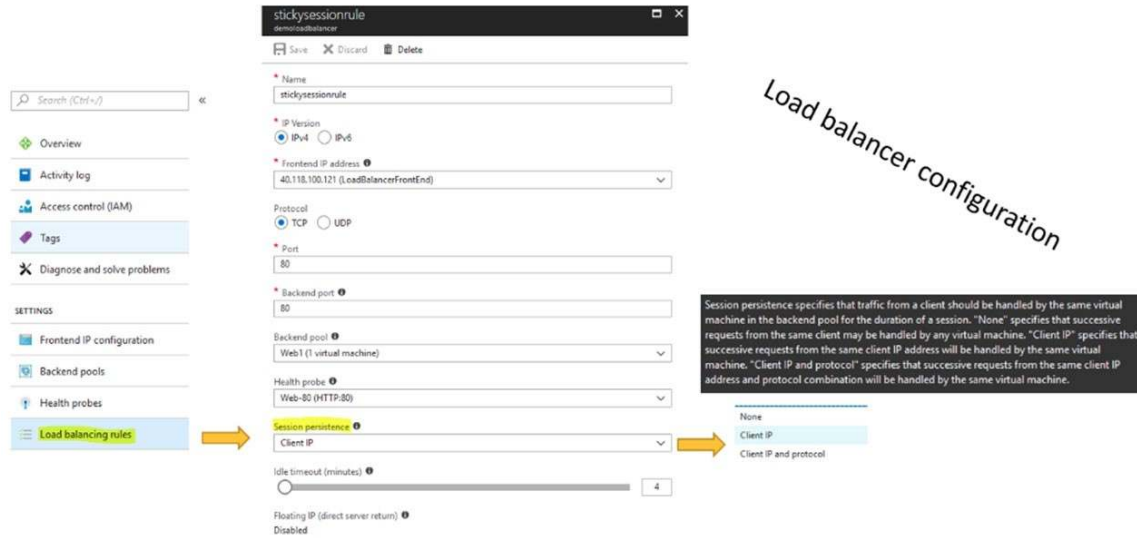 Search (Ctrl+/)
«
Overview
Activity log
Access control (IAM)
Tags
Diagnose and solve problems
SETTINGS
Frontend IP configuration
Backend pools
Health probes
Load balancing rules
stickysessionrule
demoloadbalancer
Save Discard Delete
* Name
stickysessionrule
* IP Version
IPv4 IPv6
* Frontend IP address
40.118.100.121 (LoadBalancerFrontEnd)
Protocol
TCP UDP
* Port
80
* Backend port
80
Backend pool
Web1 (1 virtual machine)
Health probe
Web-80 (HTTP:80)
Session persistence
Client IP
Idle timeout (minutes)
4
Floating IP (direct server return)
Disabled
Load balancer configuration
Session persistence specifies that traffic from a client should be handled by the same virtual
machine in the backend pool for the duration of a session. "None" specifies that successive
requests from the same client may be handled by any virtual machine. "Client IP" specifies that
successive requests from the same client IP address will be handled by the same virtual
machine. "Client IP and protocol" specifies that successive requests from the same client IP
address and protocol combination will be handled by the same virtual machine.
None
Client IP
Client IP and protocol